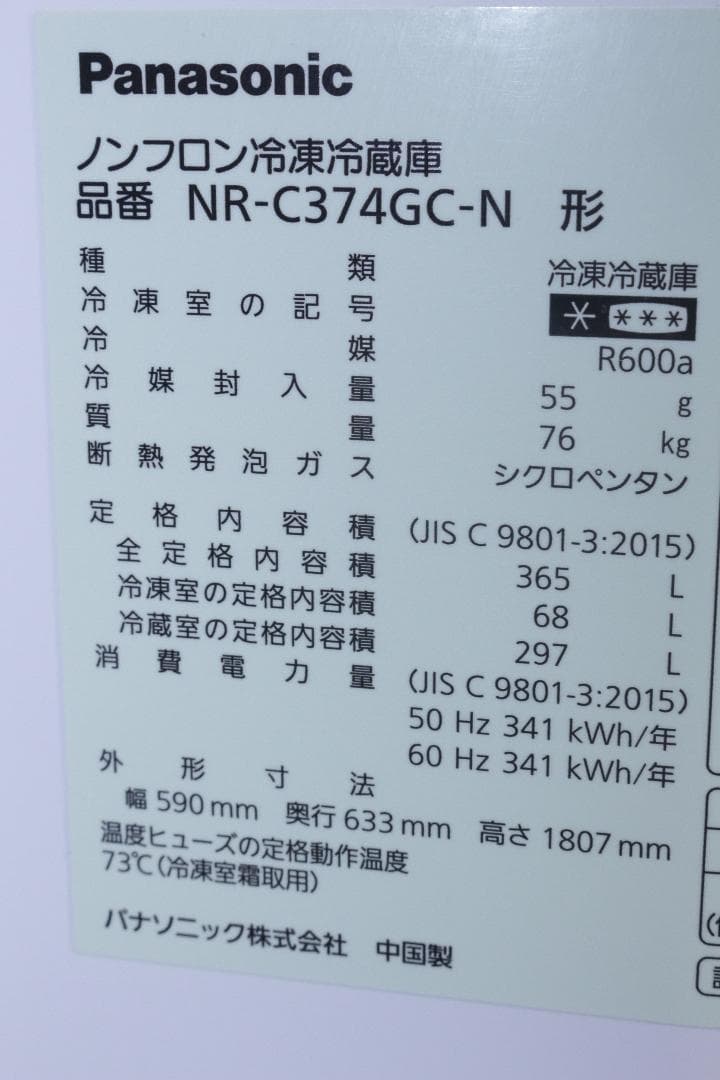 Panasonic
ノンフロン冷凍冷蔵庫
品番 NR-C374GC-N 形
種類 冷凍冷蔵庫
冷凍室の記号 * ***
冷媒 R600a
冷媒封入量 55 g
質量 76 kg
断熱発泡ガス シクロペンタン
定格内容積 (JIS C 9801-3:2015)
全定格内容積 365 L
冷凍室の定格内容積 68 L
冷蔵室の定格内容積 297 L
消費電力量 (JIS C 9801-3:2015)
50 Hz 341 kWh/年
60 Hz 341 kWh/年
外形寸法
幅 590 mm 奥行 633 mm 高さ 1807 mm
温度ヒューズの定格動作温度
73℃(冷凍室霜取用)
パナソニック株式会社 中国製